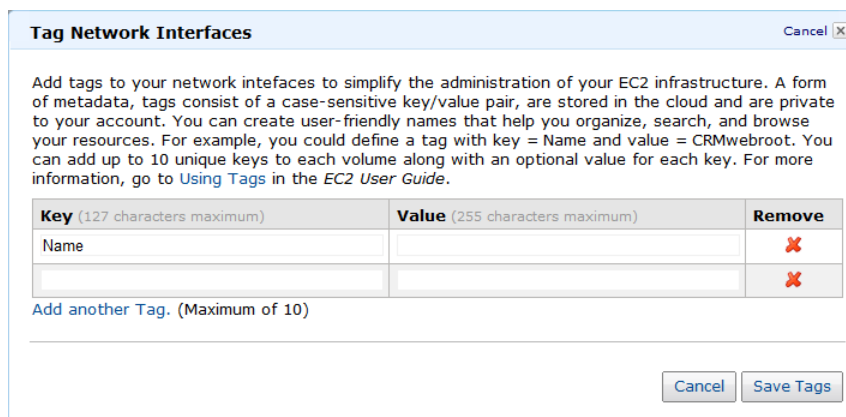 Tag Network Interfaces Cancel
Add tags to your network intefaces to simplify the administration of your EC2 infrastructure. A form
of metadata, tags consist of a case-sensitive key/value pair, are stored in the cloud and are private
to your account. You can create user-friendly names that help you organize, search, and browse
your resources. For example, you could define a tag with key = Name and value = CRMwebroot. You
can add up to 10 unique keys to each volume along with an optional value for each key. For more
information, go to Using Tags in the EC2 User Guide.
Key (127 characters maximum) Value (255 characters maximum) Remove
Name
Add another Tag. (Maximum of 10)
Cancel Save Tags